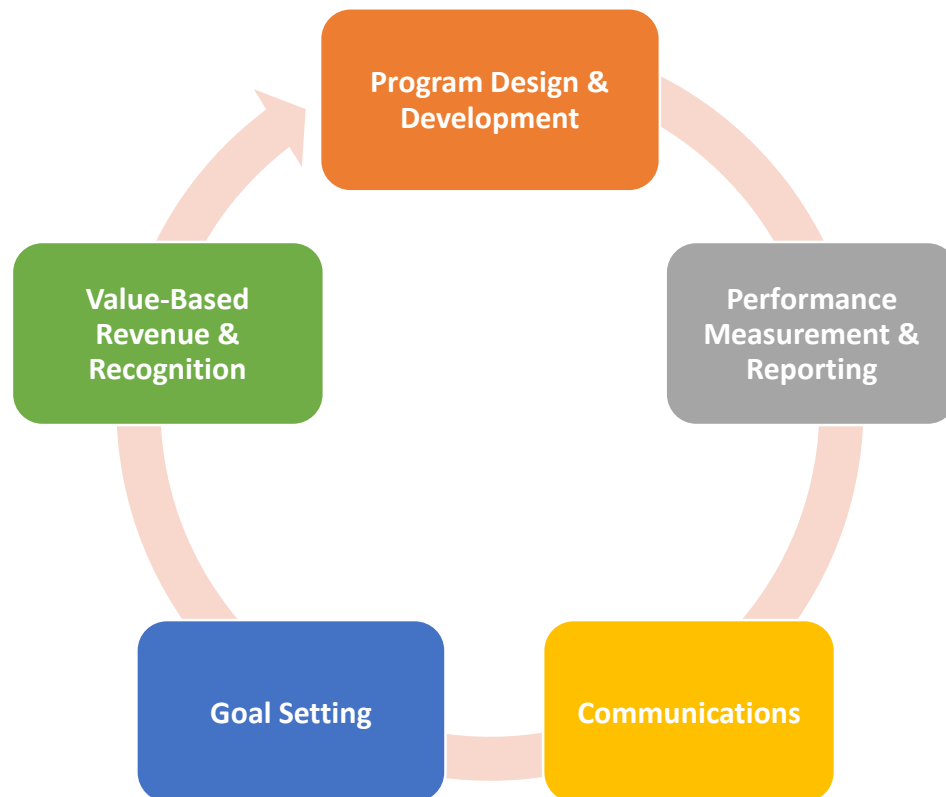 Program Design &
Development
Value-Based
Revenue &
Recognition
Performance
Measurement &
Reporting
Goal Setting
Communications